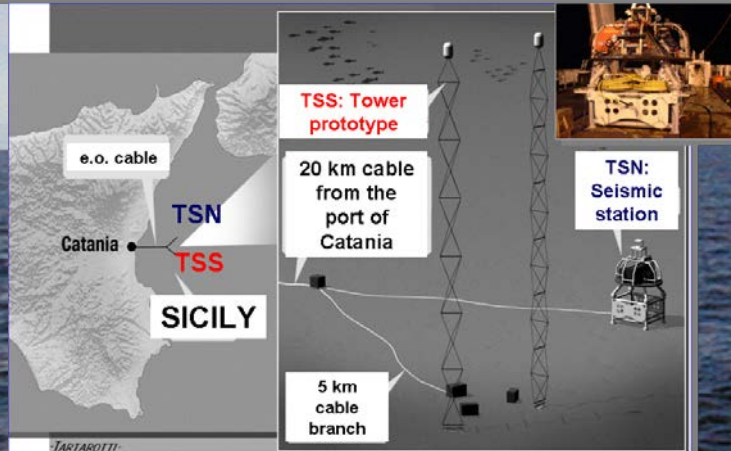 e.o. cable
TSN
Catania
TSS
SICILY
-TARTAROTTI-
TSS: Tower
prototype
20 km cable
from the
port of
Catania
TSN:
Seismic
station
5 km
cable
branch